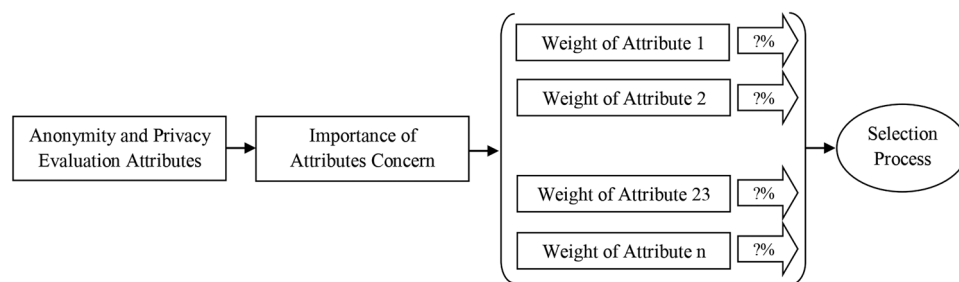 Anonymity and Privacy
Evaluation Attributes
Importance of
Attributes Concern
Weight of Attribute 1
?%
Weight of Attribute 2
?%
Weight of Attribute 23
?%
Weight of Attribute n
?%
Selection
Process